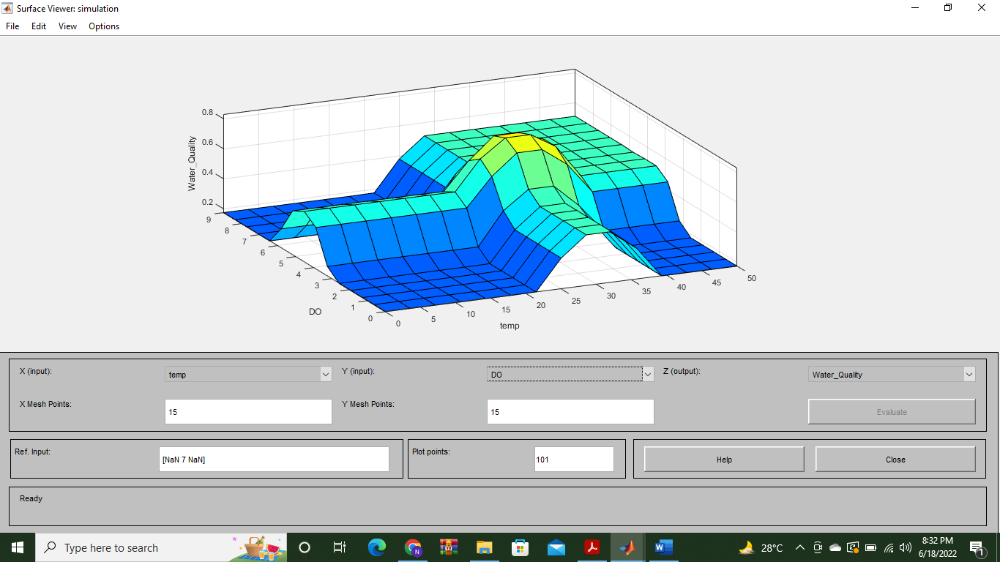 Surface Viewer: simulation
File Edit View Options
0.8
0.6
0.4
0.2
Water_Quality
9
8
7
6
5
4
3
2
1
0
DO
0
5
10
15
20
25
30
35
40
45
50
temp
X (input): temp Y (input): DO Z (output): Water_Quality
X Mesh Points: 15 Y Mesh Points: 15 Evaluate
Ref. Input: [NaN 7 NaN] Plot points: 101 Help Close
Ready
Type here to search
28°C
8:32 PM
6/18/2022
1